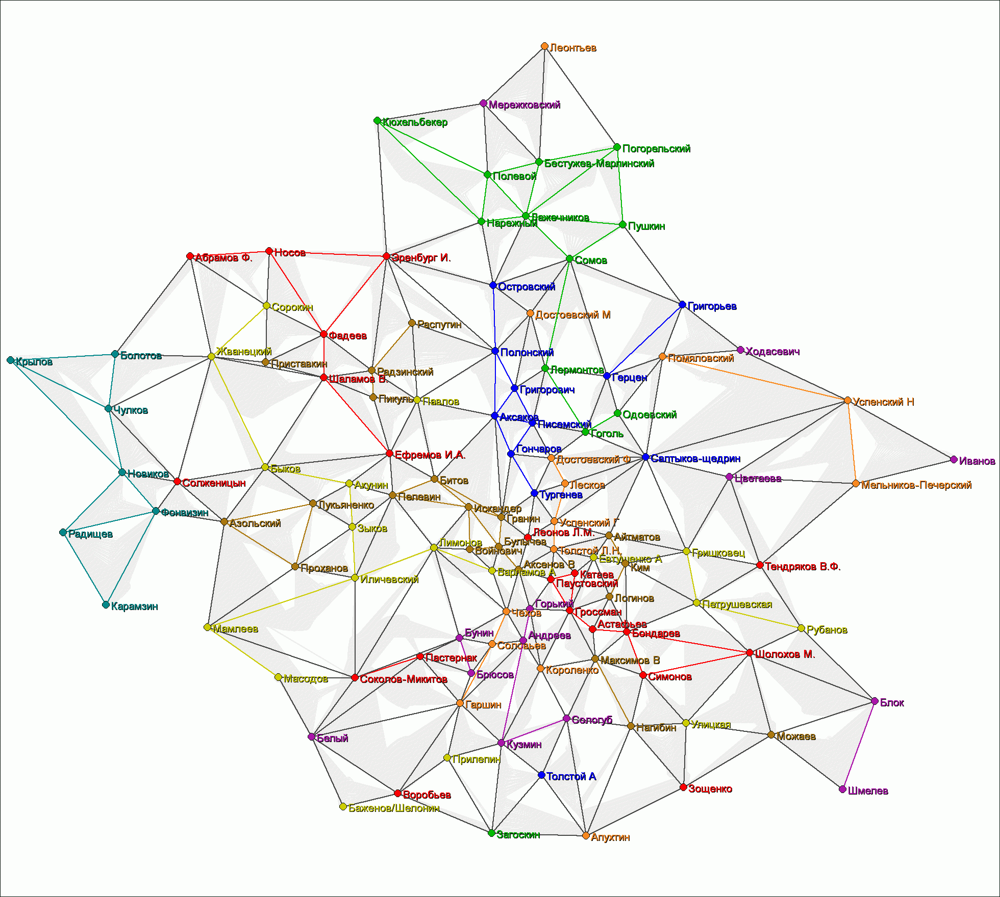 Леонтьев
Мережковский
Кюхельбекер
Погорельский
Бестужев-Марлинский
Полевой
Лажечников
Нарежный
Пушкин
Носов
Абрамов Ф.
Эренбург И.
Сомов
Островский
Сорокин
Григорьев
Достоевский М
Распутин
Фадеев
Жванецкий
Полонский
Ходасевич
Болотов
Помяловский
Крылов
Приставкин
Лермонтов
Радзинский
Шаламов В.
Герцен
Григорович
Пикуль
Павлов
Успенский Н
Чулков
Одоевский
Аксаков
Писемский
Гоголь
Гончаров
Ефремов И.А.
Достоевский Ф
Салтыков-щедрин
Иванов
Быков
Новиков
Цветаева
Битов
Солженицын
Акунин
Лесков
Мельников-Печерский
Тургенев
Пелевин
Лукьяненко
Искандер
Фонвизин
Гранин
Азольский
Успенский Г
Зыков
Радищев
Леонов Л.М.
Айтматов
Лимонов
Булычев
Войнович
Толстой Л.Н.
Гришковец
Евтушенко А
Проханов
Аксенов В
Ким
Тендряков В.Ф.
Варламов А
Катаев
Иличевский
Паустовский
Логинов
Карамзин
Горький
Петрушевская
Чехов
Гроссман
Мамлеев
Астафьев
Рубанов
Бунин
Андреев
Бондарев
Соловьев
Шолохов М.
Пастернак
Максимов В
Короленко
Брюсов
Симонов
Масодов
Соколов-Микитов
Блок
Гаршин
Сологуб
Улицкая
Нагибин
Можаев
Белый
Кузмин
Прилепин
Толстой А
Зощенко
Шмелев
Воробьев
Баженов/Шелонин
Загоскин
Апухтин